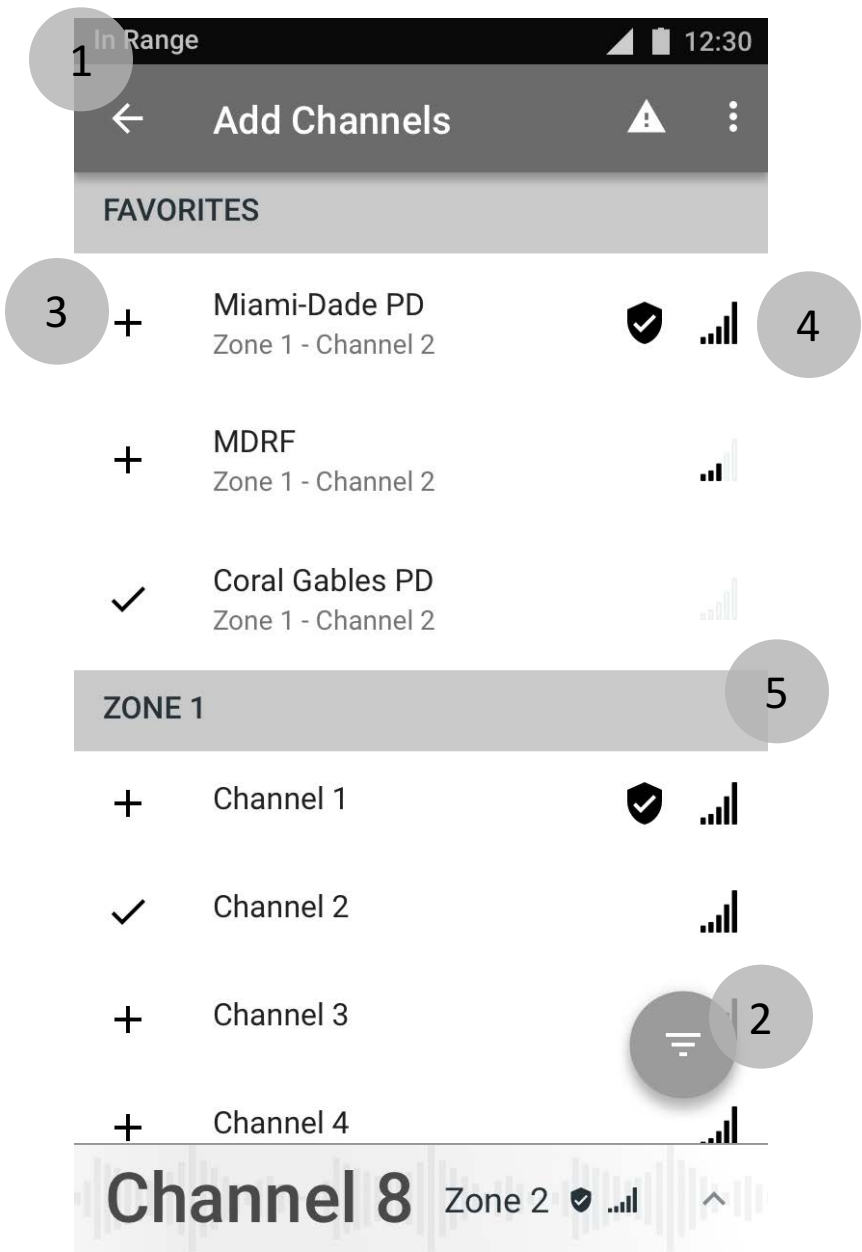 In Range 12:30
1
Add Channels
FAVORITES
3
Miami-Dade PD
Zone 1 - Channel 2
4
MDRF
Zone 1 - Channel 2
Coral Gables PD
Zone 1 - Channel 2
ZONE 1
5
Channel 1
Channel 2
Channel 3
2
Channel 4
Channel 8 Zone 2